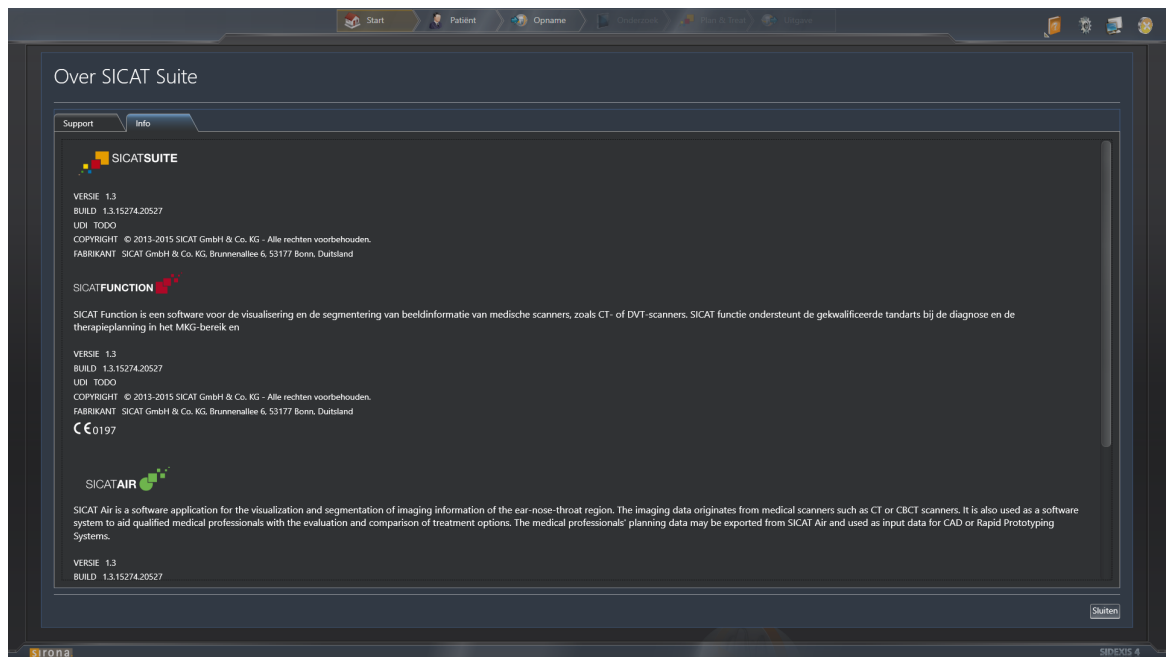 Start
Patiënt
Opname
Onderzoek
Plan & Treat
Uitgave
Over SICAT Suite
Support
Info
SICATSUITE
VERSIE 1.3
BUILD 1.3.15274.20527
UDI TODO
COPYRIGHT © 2013-2015 SICAT GmbH & Co. KG - Alle rechten voorbehouden.
FABRIKANT SICAT GmbH & Co. KG, Brunnenallee 6, 53177 Bonn, Duitsland
SICATFUNCTION
SICAT Function is een software voor de visualisering en de segmentering van beeldinformatie van medische scanners, zoals CT- of DVT-scanners. SICAT functie ondersteunt de gekwalificeerde tandarts bij de diagnose en de
therapieplanning in het MKG-bereik en
VERSIE 1.3
BUILD 1.3.15274.20527
UDI TODO
COPYRIGHT © 2013-2015 SICAT GmbH & Co. KG - Alle rechten voorbehouden.
FABRIKANT SICAT GmbH & Co. KG, Brunnenallee 6, 53177 Bonn, Duitsland
CE0197
SICATAIR
SICAT Air is a software application for the visualization and segmentation of imaging information of the ear-nose-throat region. The imaging data originates from medical scanners such as CT or CBCT scanners. It is also used as a software
system to aid qualified medical professionals with the evaluation and comparison of treatment options. The medical professionals' planning data may be exported from SICAT Air and used as input data for CAD or Rapid Prototyping
Systems.
VERSIE 1.3
BUILD 1.3.15274.20527
Sluiten
sirona
SIDEXIS 4